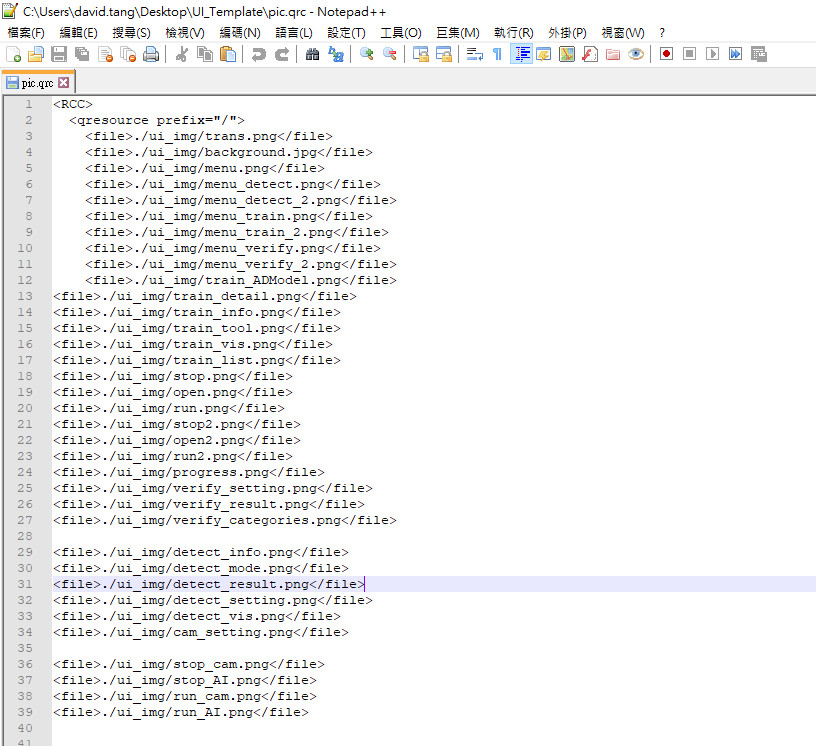 C:\Users\david.tang\Desktop\UI_Template\pic.qrc - Notepad++
檔案(F) 編輯(E) 搜尋(S) 檢視(V) 編碼(N) 語言(L) 設定(T) 工具(O) 巨集(M) 執行(R) 外掛(P) 視窗(W) ?
pic.qrc
1 <RCC>
2 <qresource prefix="/">
3 <file>./ui_img/trans.png</file>
4 <file>./ui_img/background.jpg</file>
5 <file>./ui_img/menu.png</file>
6 <file>./ui_img/menu_detect.png</file>
7 <file>./ui_img/menu_detect_2.png</file>
8 <file>./ui_img/menu_train.png</file>
9 <file>./ui_img/menu_train_2.png</file>
10 <file>./ui_img/menu_verify.png</file>
11 <file>./ui_img/menu_verify_2.png</file>
12 <file>./ui_img/train_ADModel.png</file>
13 <file>./ui_img/train_detail.png</file>
14 <file>./ui_img/train_info.png</file>
15 <file>./ui_img/train_tool.png</file>
16 <file>./ui_img/train_vis.png</file>
17 <file>./ui_img/train_list.png</file>
18 <file>./ui_img/stop.png</file>
19 <file>./ui_img/open.png</file>
20 <file>./ui_img/run.png</file>
21 <file>./ui_img/stop2.png</file>
22 <file>./ui_img/open2.png</file>
23 <file>./ui_img/run2.png</file>
24 <file>./ui_img/progress.png</file>
25 <file>./ui_img/verify_setting.png</file>
26 <file>./ui_img/verify_result.png</file>
27 <file>./ui_img/verify_categories.png</file>
28
29 <file>./ui_img/detect_info.png</file>
30 <file>./ui_img/detect_mode.png</file>
31 <file>./ui_img/detect_result.png</file>
32 <file>./ui_img/detect_setting.png</file>
33 <file>./ui_img/detect_vis.png</file>
34 <file>./ui_img/cam_setting.png</file>
35
36 <file>./ui_img/stop_cam.png</file>
37 <file>./ui_img/stop_AI.png</file>
38 <file>./ui_img/run_cam.png</file>
39 <file>./ui_img/run_AI.png</file>
40
41